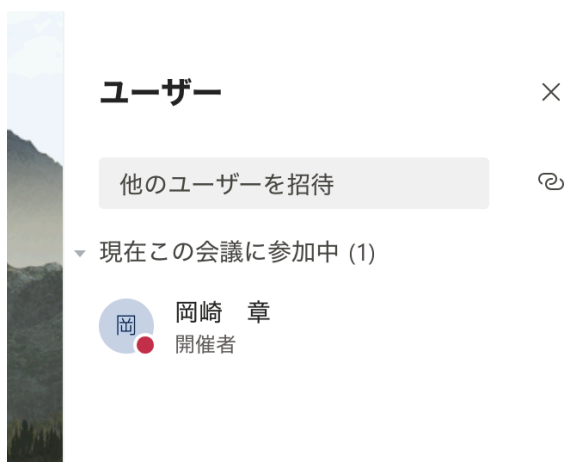 ユーザー
他のユーザーを招待
現在この会議に参加中 (1)
岡
岡崎　章
開催者